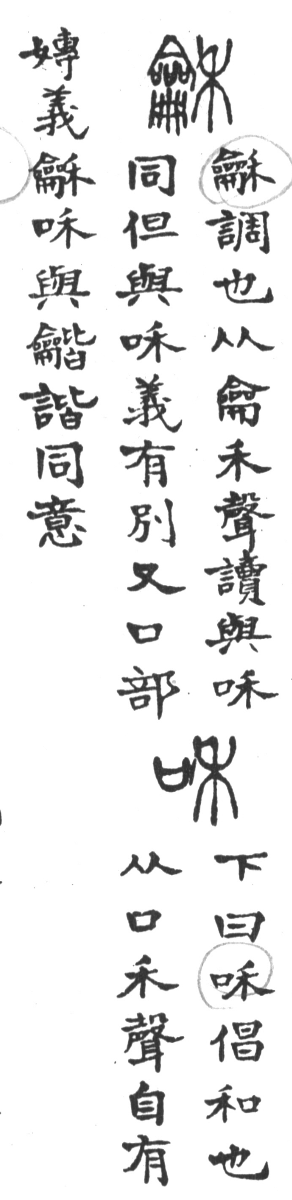 龢
龢調也从龠禾聲讀與咊
同但與咊義有別又口部
咊
下曰咊倡和也
从口禾聲自有
嫥義龢咊與龤諧同意